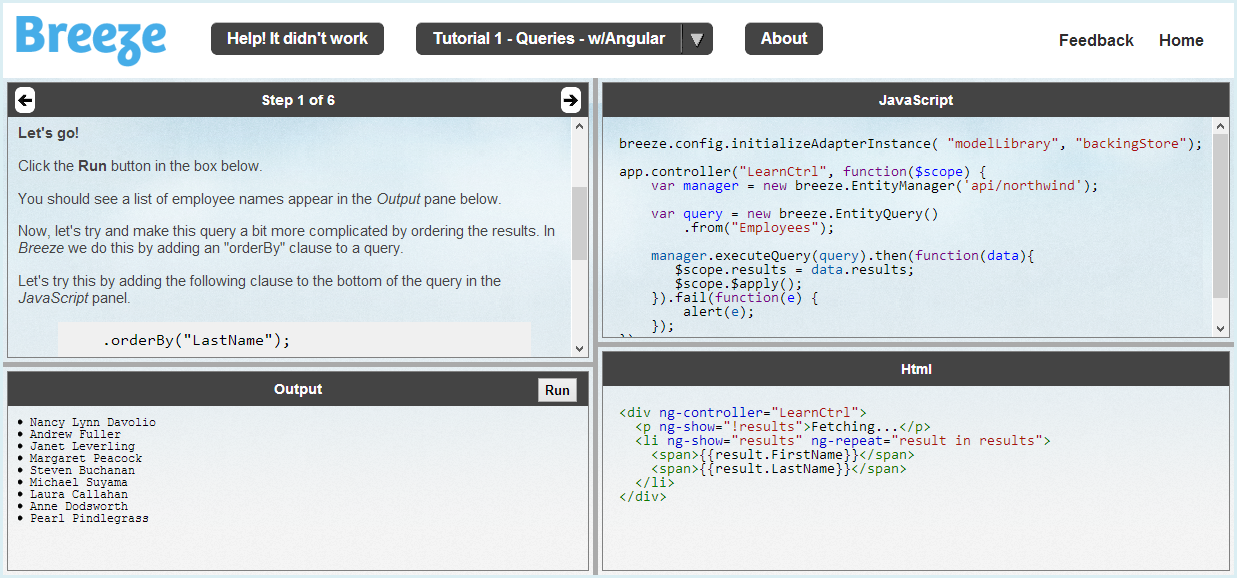 Breeze
Help! It didn't work
Tutorial 1 - Queries - w/Angular
About
Feedback
Home
Step 1 of 6
Let's go!
Click the Run button in the box below.
You should see a list of employee names appear in the Output pane below.
Now, let's try and make this query a bit more complicated by ordering the results. In
Breeze we do this by adding an "orderBy" clause to a query.
Let's try this by adding the following clause to the bottom of the query in the
JavaScript panel.
.orderBy("LastName");
Output
Run
Nancy Lynn Davolio
Andrew Fuller
Janet Leverling
Margaret Peacock
Steven Buchanan
Michael Suyama
Laura Callahan
Anne Dodsworth
Pearl Pindlegrass
JavaScript
breeze.config.initializeAdapterInstance( "modelLibrary", "backingStore");
app.controller("LearnCtrl", function($scope) {
    var manager = new breeze.EntityManager('api/northwind');
    var query = new breeze.EntityQuery()
        .from("Employees");
    manager.executeQuery(query).then(function(data){
       $scope.results = data.results;
       $scope.$apply();
    }).fail(function(e) {
        alert(e);
    });
Html
<div ng-controller="LearnCtrl">
  <p ng-show="!results">Fetching...</p>
  <li ng-show="results" ng-repeat="result in results">
    <span>{{result.FirstName}}</span>
    <span>{{result.LastName}}</span>
  </li>
</div>